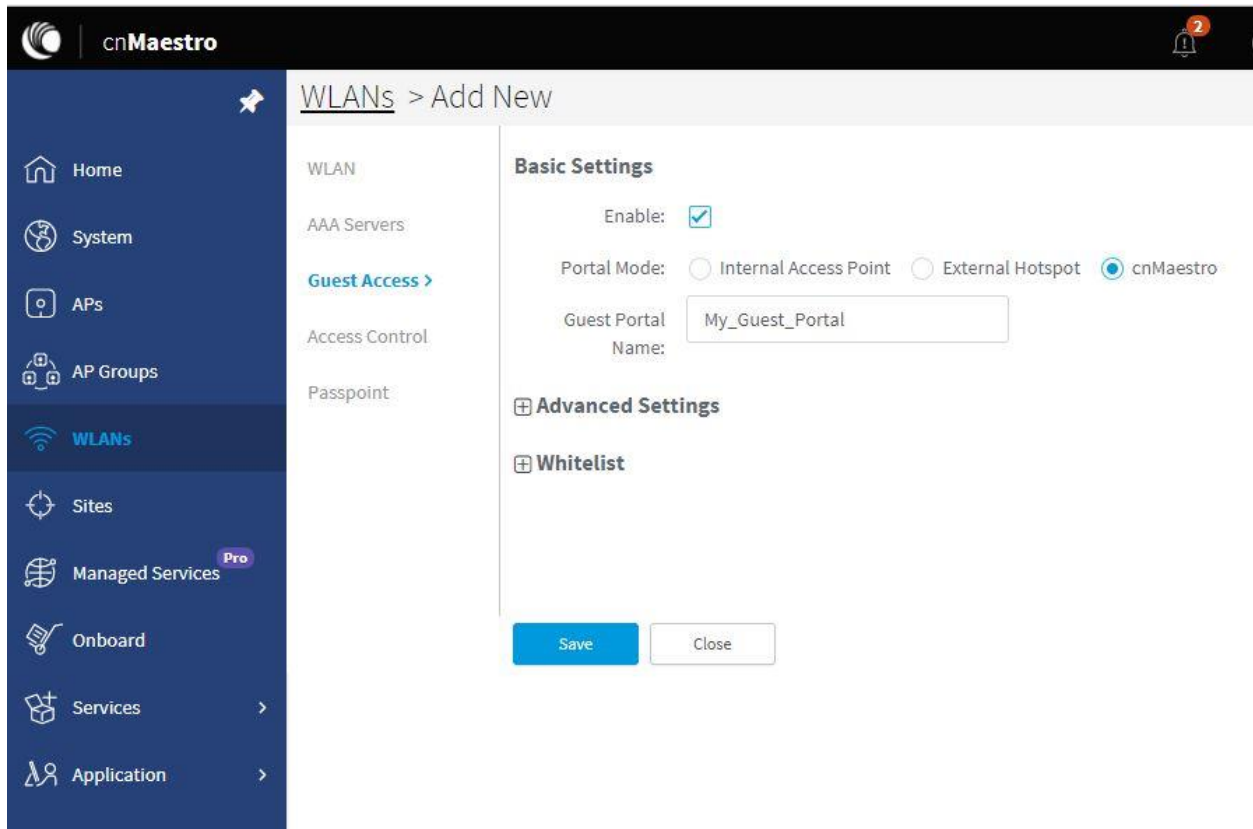 cnMaestro
2
WLANs > Add New
Home
System
APs
AP Groups
WLANs
Sites
Managed Services Pro
Onboard
Services >
Application >
WLAN
AAA Servers
Guest Access >
Access Control
Passpoint
Basic Settings
Enable:
Portal Mode: Internal Access Point External Hotspot cnMaestro
Guest Portal
Name:
My_Guest_Portal
Advanced Settings
Whitelist
Save Close